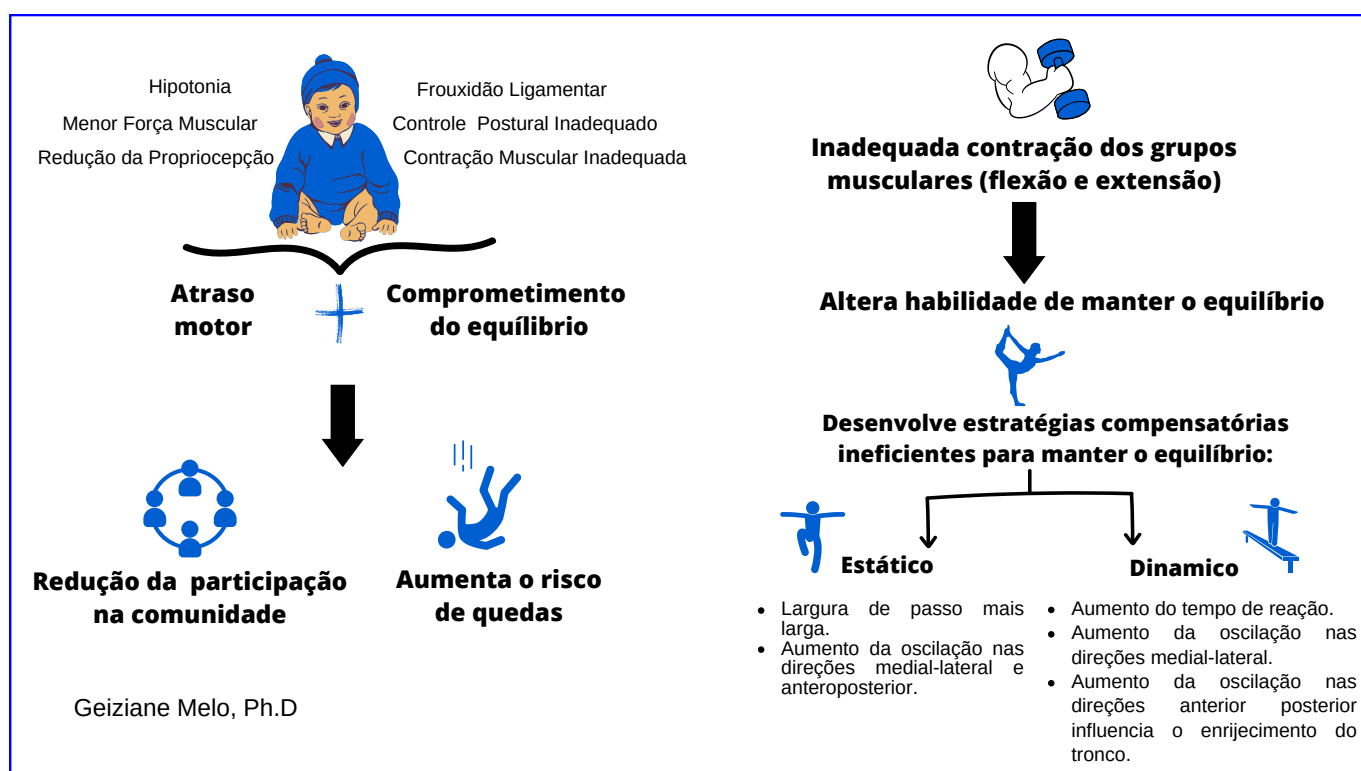 Hipotonia
Menor Força Muscular
Redução da Propriocepção
Frouxidão Ligamentar
Controle Postural Inadequado
Contração Muscular Inadequada
Atraso
motor
Comprometimento
do equílibrio
Redução da participação
na comunidade
Aumenta o risco
de quedas
Geiziane Melo, Ph.D
Inadequada contração dos grupos
musculares (flexão e extensão)
Altera habilidade de manter o equilíbrio
Desenvolve estratégias compensatórias
ineficientes para manter o equilíbrio:
Estático
• Largura de passo mais
larga.
• Aumento da oscilação nas
direções medial-lateral e
anteroposterior.
Dinamico
• Aumento do tempo de reação.
• Aumento da oscilação nas
direções medial-lateral.
• Aumento da oscilação nas
direções anterior posterior
influencia o enrijecimento do
tronco.